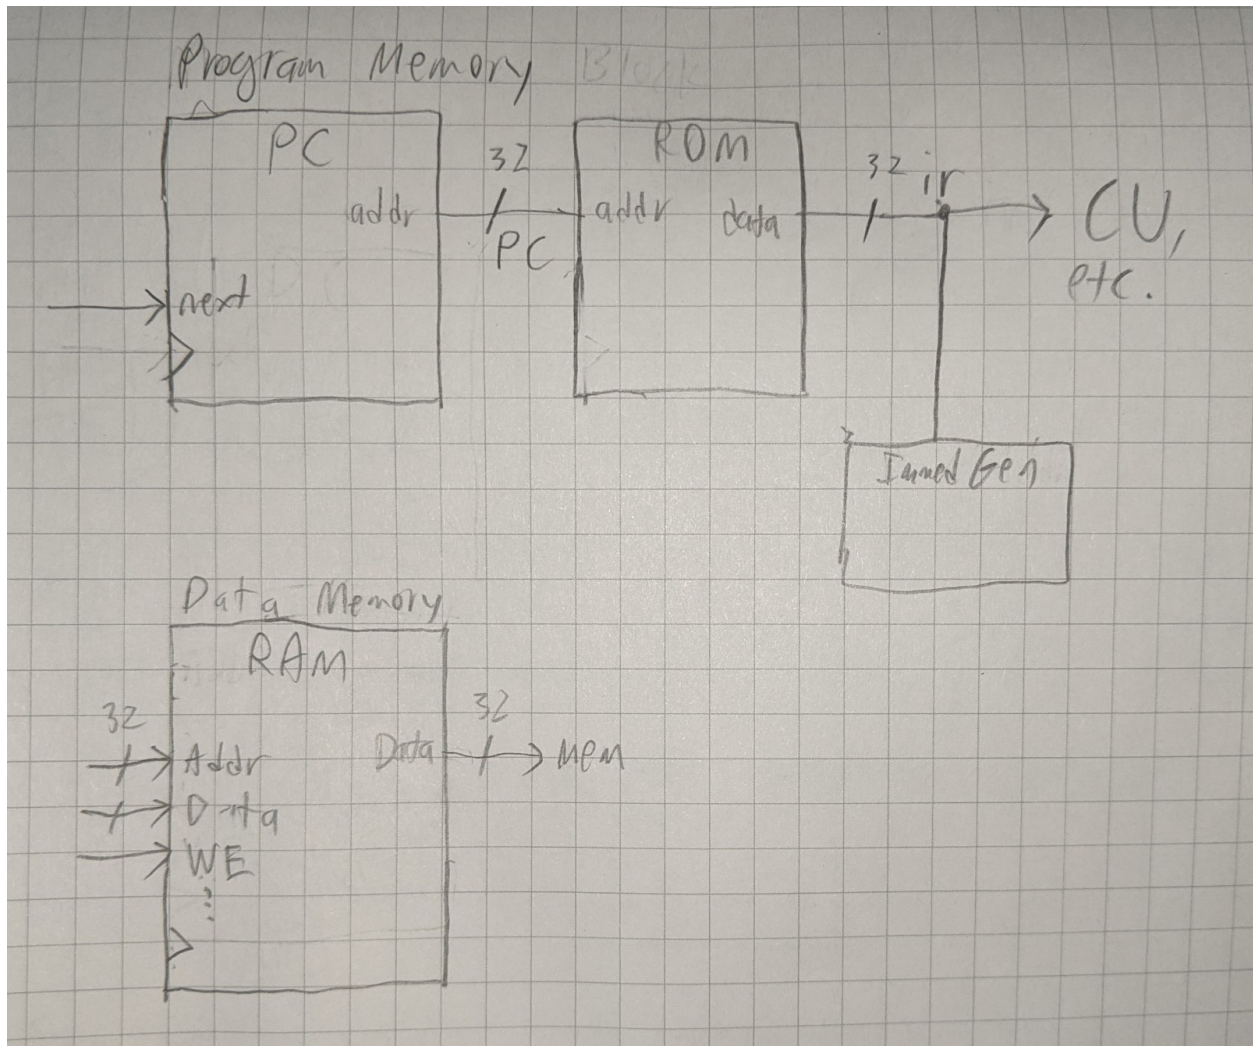 Program Memory Block
PC
ROM
32
32
ir
addr
PC
addr
data
CU,
etc.
next
Immed Gen
Data Memory
RAM
32
32
Addr
Data
Mem
Data
WE